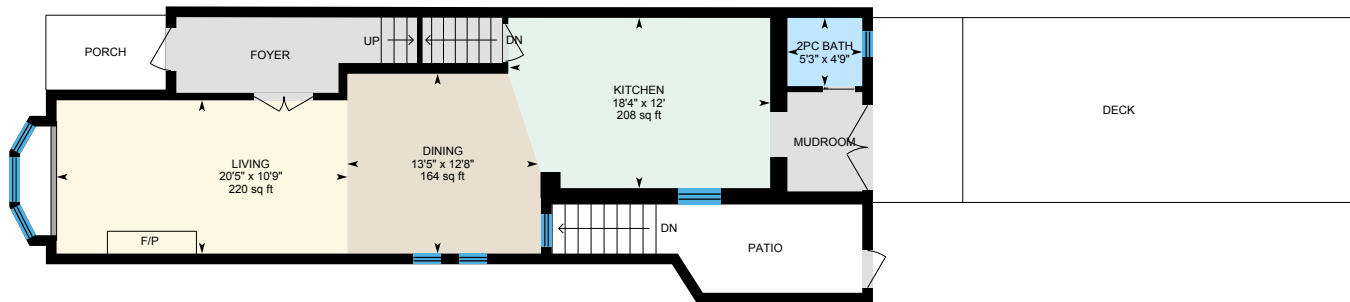 PORCH
FOYER
UP
DN
2PC BATH
5'3" x 4'9"
KITCHEN
18'4" x 12'
208 sq ft
DECK
MUDROOM
LIVING
20'5" x 10'9"
220 sq ft
DINING
13'5" x 12'8"
164 sq ft
F/P
DN
PATIO